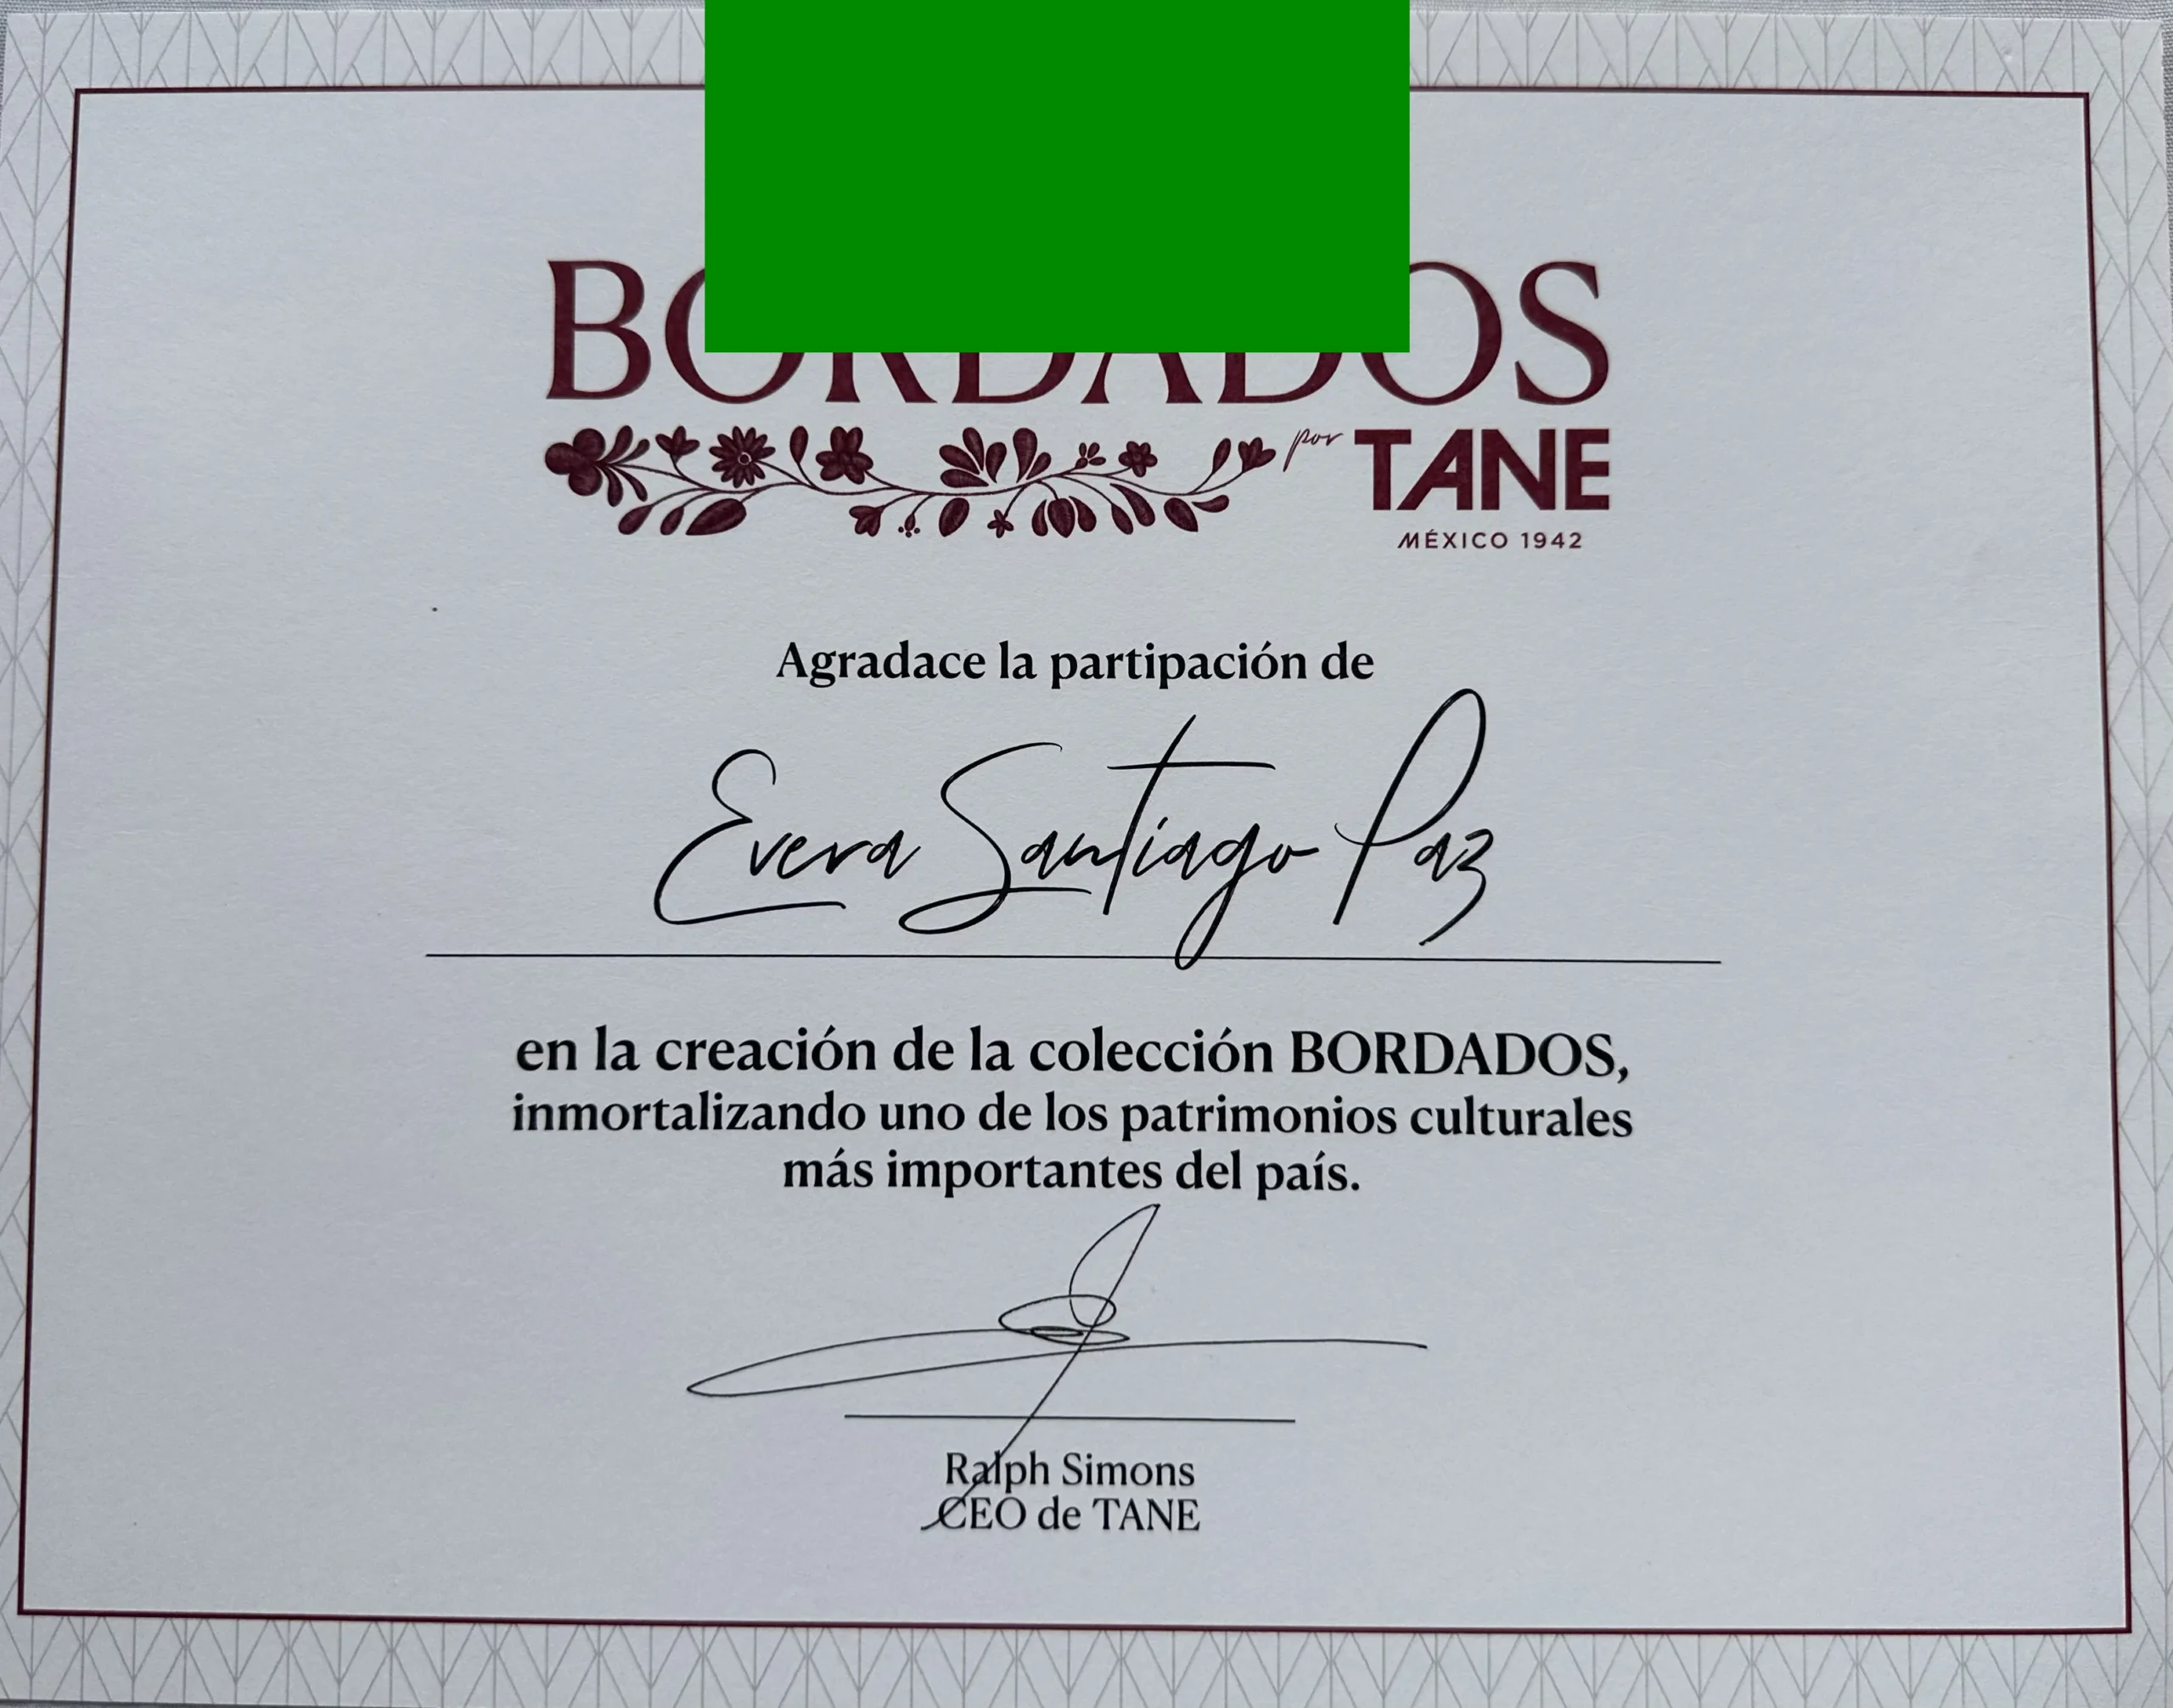 BORDADOS
por TANE
MÉXICO 1942
Agradace la partipación de
Evera Santiago Paz
en la creación de la colección BORDADOS,
inmortalizando uno de los patrimonios culturales
más importantes del país.
Ralph Simons
CEO de TANE